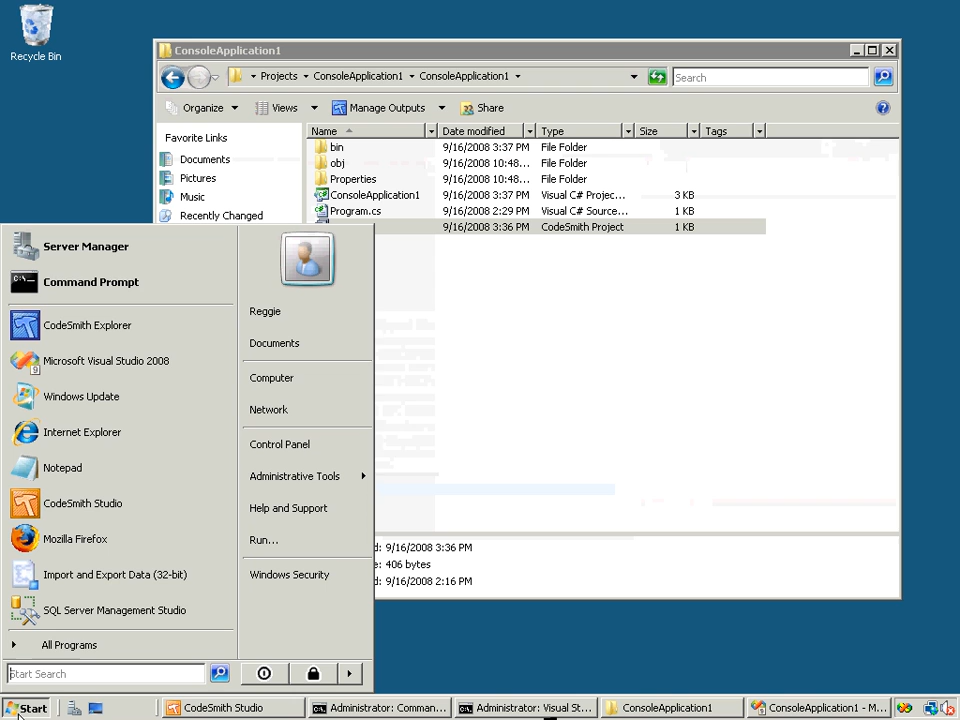 Recycle Bin
ConsoleApplication1
Projects ConsoleApplication1 ConsoleApplication1
Search
Organize Views Manage Outputs Share
Favorite Links
Documents
Pictures
Music
Recently Changed
Name Date modified Type Size Tags
bin 9/16/2008 3:37 PM File Folder
obj 9/16/2008 10:48... File Folder
Properties 9/16/2008 10:48... File Folder
ConsoleApplication1 9/16/2008 3:37 PM Visual C# Projec... 3 KB
Program.cs 9/16/2008 2:29 PM Visual C# Source... 1 KB
9/16/2008 3:36 PM CodeSmith Project 1 KB
d: 9/16/2008 3:36 PM
e: 406 bytes
d: 9/16/2008 2:16 PM
Server Manager
Command Prompt
CodeSmith Explorer
Microsoft Visual Studio 2008
Windows Update
Internet Explorer
Notepad
CodeSmith Studio
Mozilla Firefox
Import and Export Data (32-bit)
SQL Server Management Studio
All Programs
Start Search
Reggie
Documents
Computer
Network
Control Panel
Administrative Tools
Help and Support
Run...
Windows Security
Start
CodeSmith Studio
Administrator: Comman...
Administrator: Visual St...
ConsoleApplication1
ConsoleApplication1 - M...